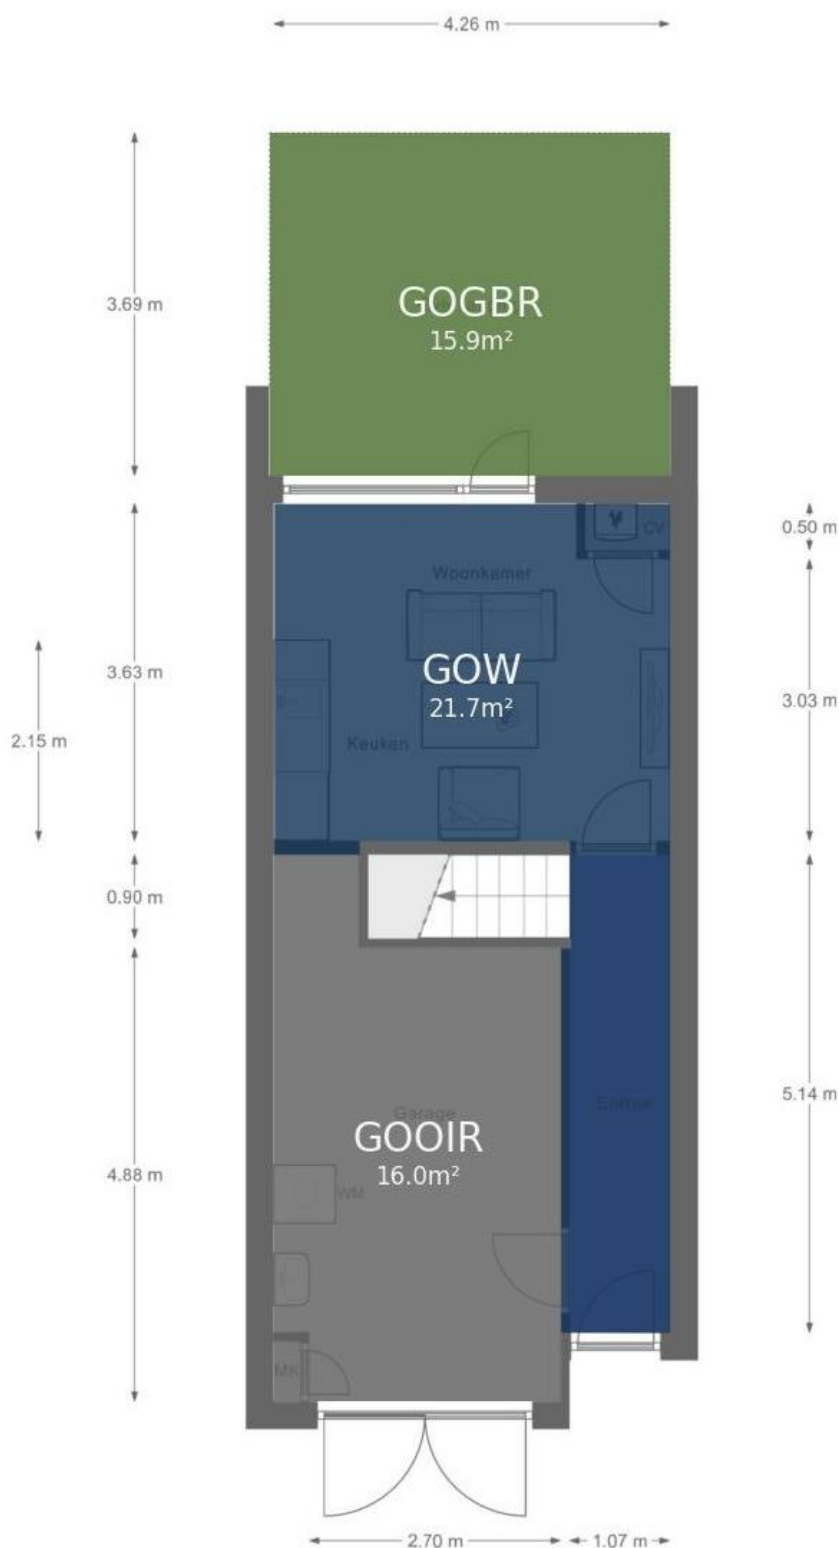 4.26 m
3.69 m
GOGBR
15.9m²
0.50 m
CV
Woonkamer
3.63 m
GOW
21.7m²
3.03 m
2.15 m
Keuken
0.90 m
5.14 m
Entree
Garage
GOOIR
16.0m²
4.88 m
WM
MK
2.70 m
1.07 m